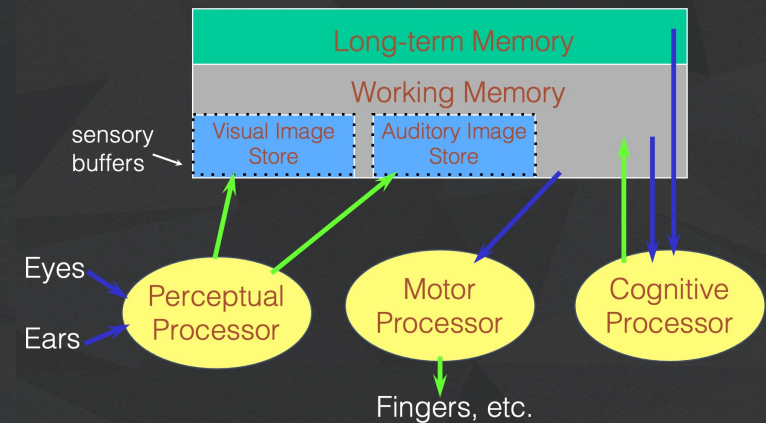 Long-term Memory
Working Memory
sensory
buffers
Visual Image
Store
Auditory Image
Store
Eyes
Ears
Perceptual
Processor
Motor
Processor
Cognitive
Processor
Fingers, etc.